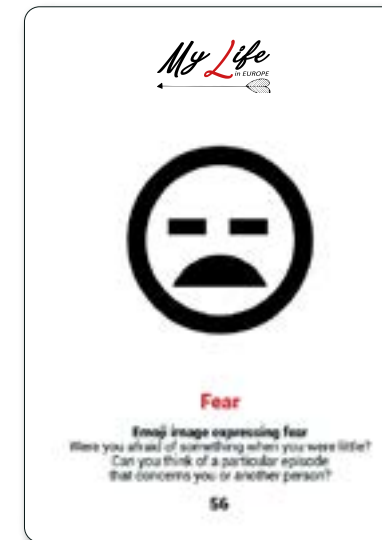 My Life
in EUROPE
Fear
Emoji image expressing fear
Were you afraid of something when you were little?
Can you think of a particular episode
that concerns you or another person?
56